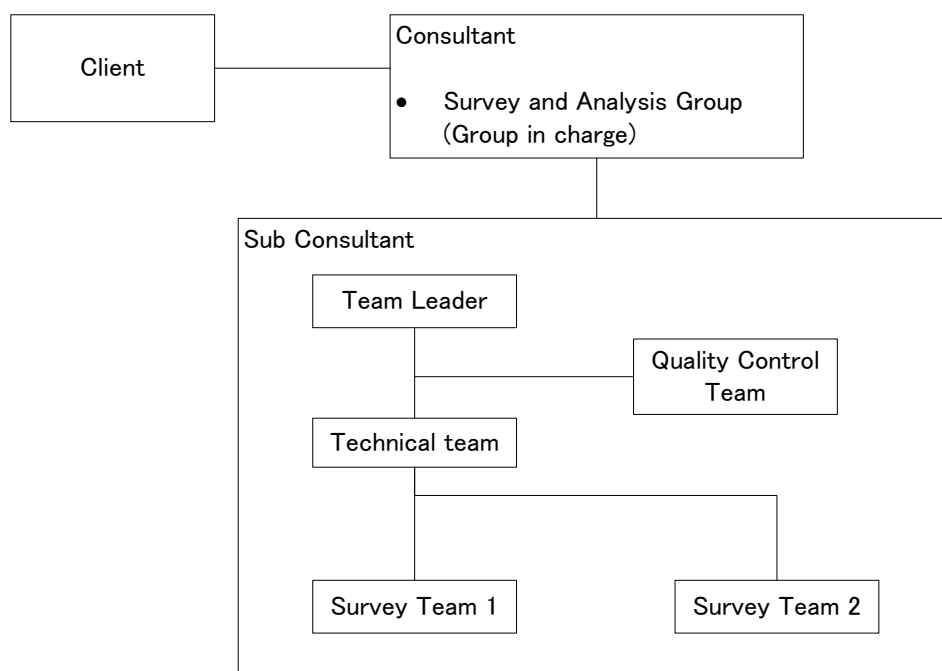 Client
Consultant
• Survey and Analysis Group
(Group in charge)
Sub Consultant
Team Leader
Quality Control
Team
Technical team
Survey Team 1
Survey Team 2